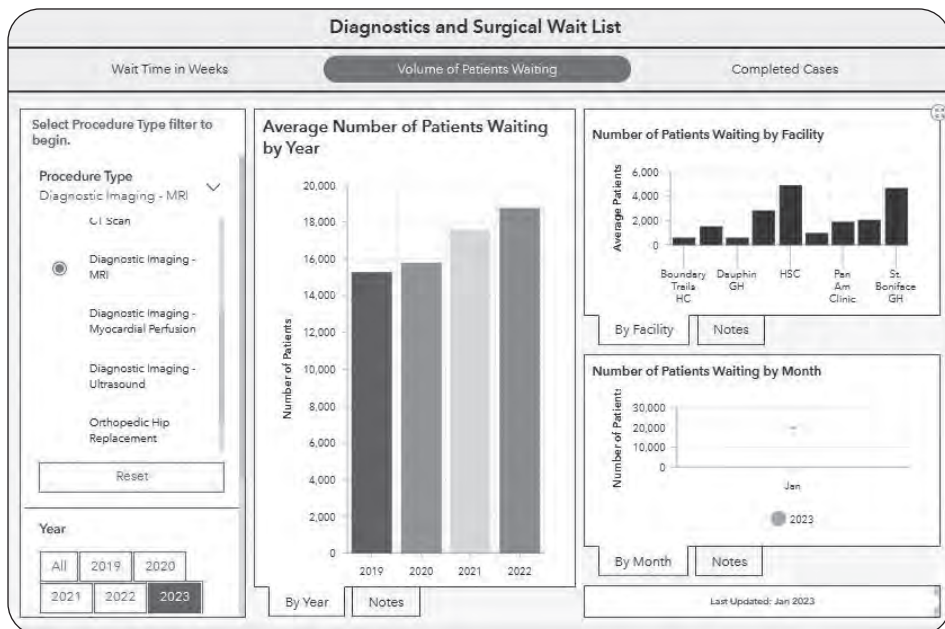 Diagnostics and Surgical Wait List
Wait Time in Weeks
Volume of Patients Waiting
Completed Cases
Select Procedure Type filter to
begin.
Procedure Type
Diagnostic Imaging - MRI
CT Scan
Diagnostic Imaging -
MRI
Diagnostic Imaging -
Myocardial Perfusion
Diagnostic Imaging -
Ultrasound
Orthopedic Hip
Replacement
Reset
Year
All
2019
2020
2021
2022
2023
Average Number of Patients Waiting
by Year
Number of Patients
20,000
18,000
16,000
14,000
12,000
10,000
8,000
6,000
4,000
2,000
0
2019
2020
2021
2022
By Year
Notes
Number of Patients Waiting by Facility
Average Patients
6,000
4,000
2,000
0
Boundary
Trails
HC
Dauphin
GH
HSC
Pan
Am
Clinic
St.
Boniface
GH
By Facility
Notes
Number of Patients Waiting by Month
Number of Patients
30,000
20,000
10,000
0
Jan
2023
By Month
Notes
Last Updated: Jan 2023